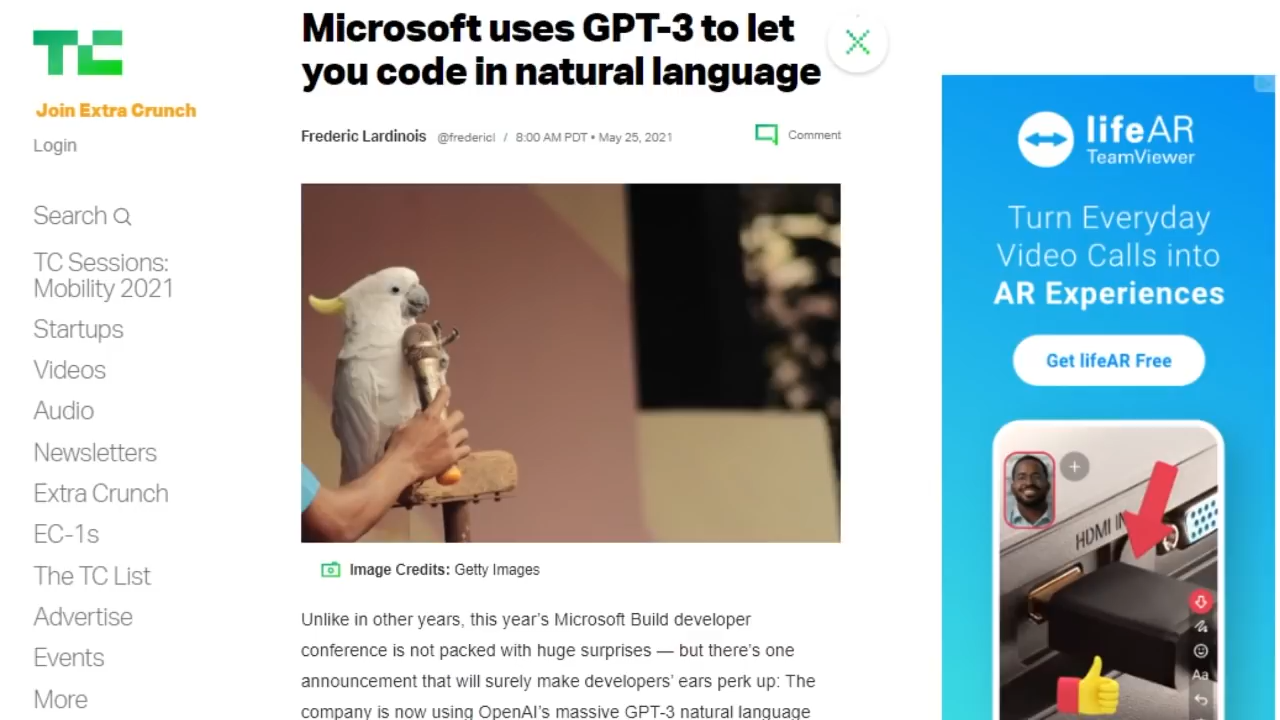 TC
Join Extra Crunch
Login
Search
TC Sessions:
Mobility 2021
Startups
Videos
Audio
Newsletters
Extra Crunch
EC-1s
The TC List
Advertise
Events
More
Microsoft uses GPT-3 to let
you code in natural language
Frederic Lardinois @fredericl / 8:00 AM PDT • May 25, 2021
Comment
Image Credits: Getty Images
Unlike in other years, this year’s Microsoft Build developer
conference is not packed with huge surprises — but there’s one
announcement that will surely make developers’ ears perk up: The
company is now using OpenAI’s massive GPT-3 natural language
lifeAR
TeamViewer
Turn Everyday
Video Calls into
AR Experiences
Get lifeAR Free
HDMI IN
Aa